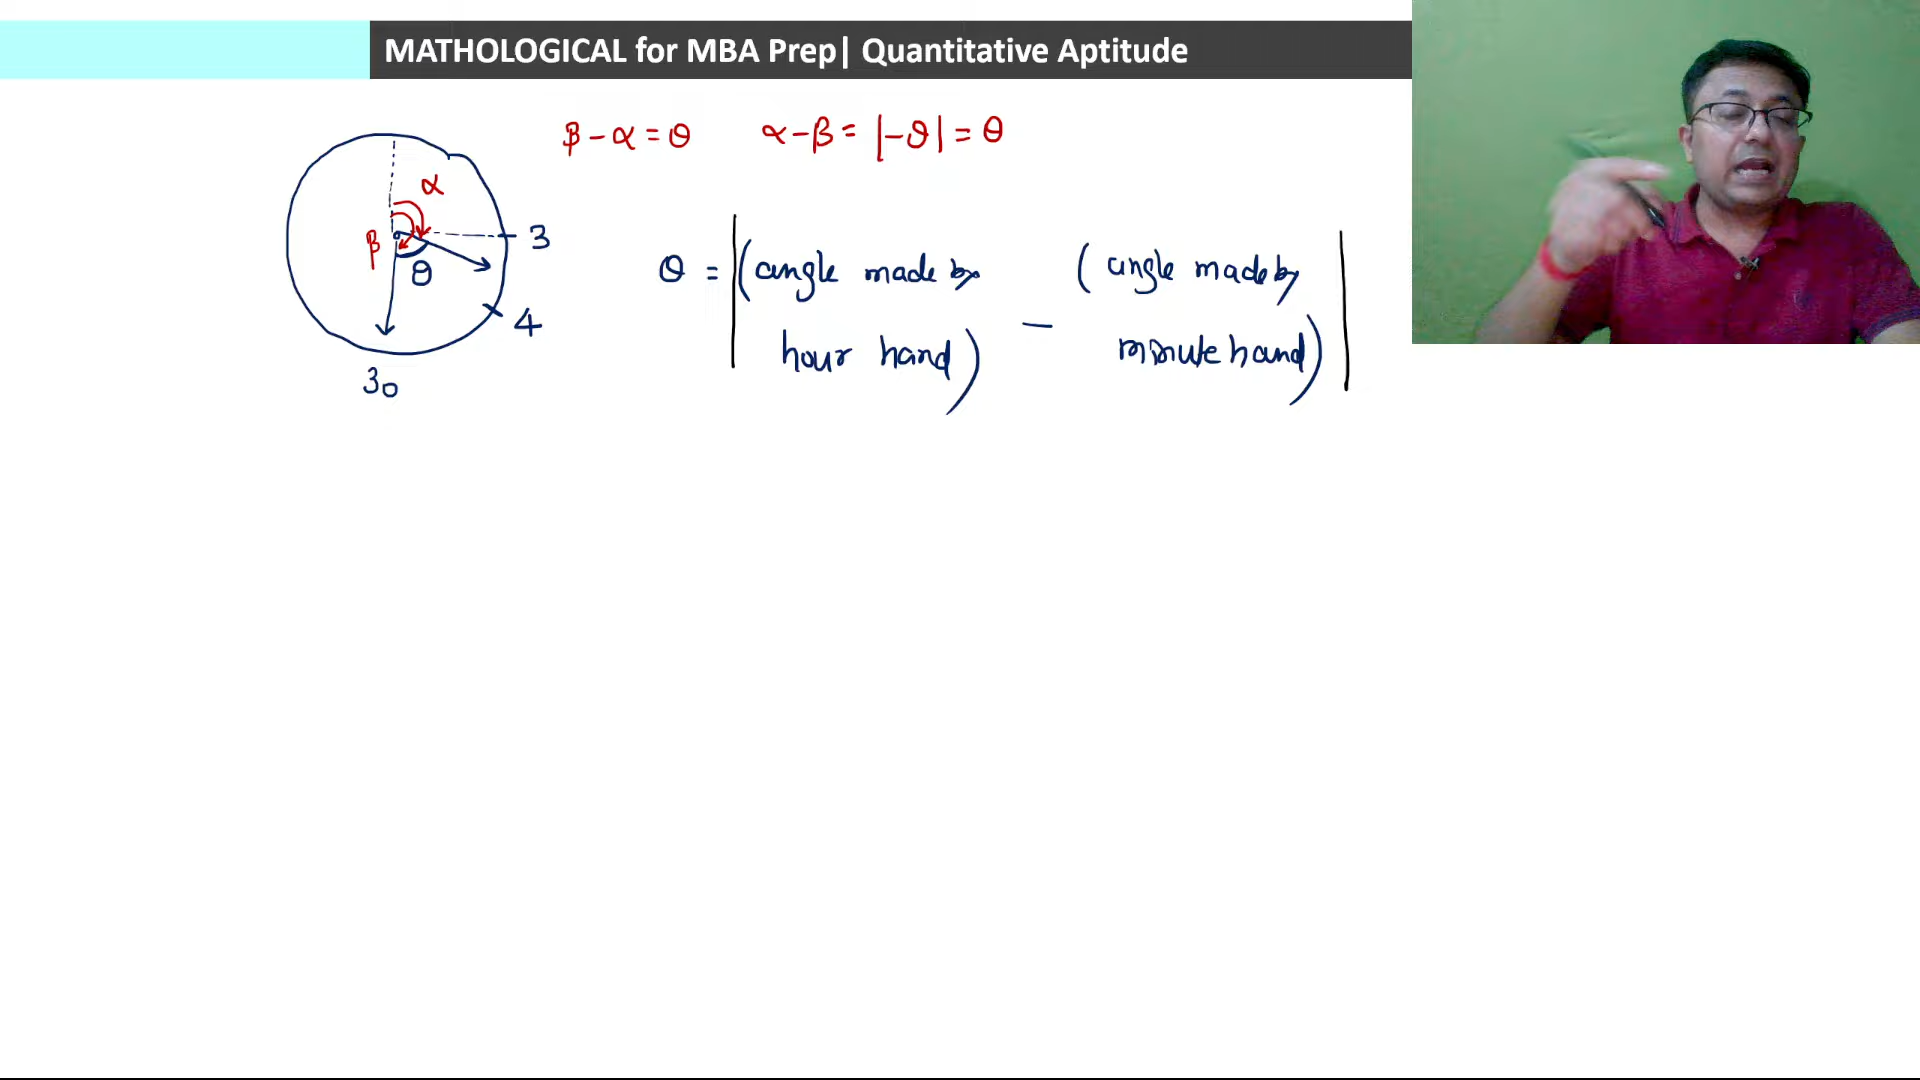 MATHOLOGICAL for MBA Prep| Quantitative Aptitude
β - α = θ    α - β = |-θ| = θ
α
β
θ
3
4
30
θ = |(angle made by hour hand) - (angle made by minute hand)|